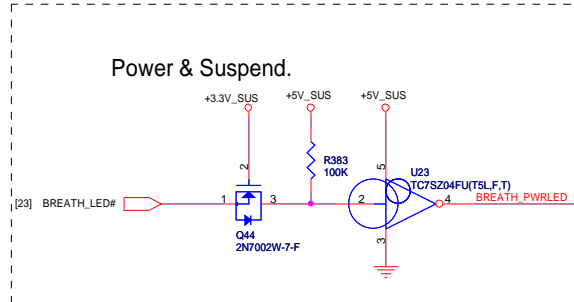 Power & Suspend.
+3.3V_SUS
+5V_SUS
+5V_SUS
2
R383
100K
5
U23
TC7SZ04FU(T5L,F,T)
[23] BREATH_LED#
1
3
2
4
BREATH_PWRLED
Q44
2N7002W-7-F
3